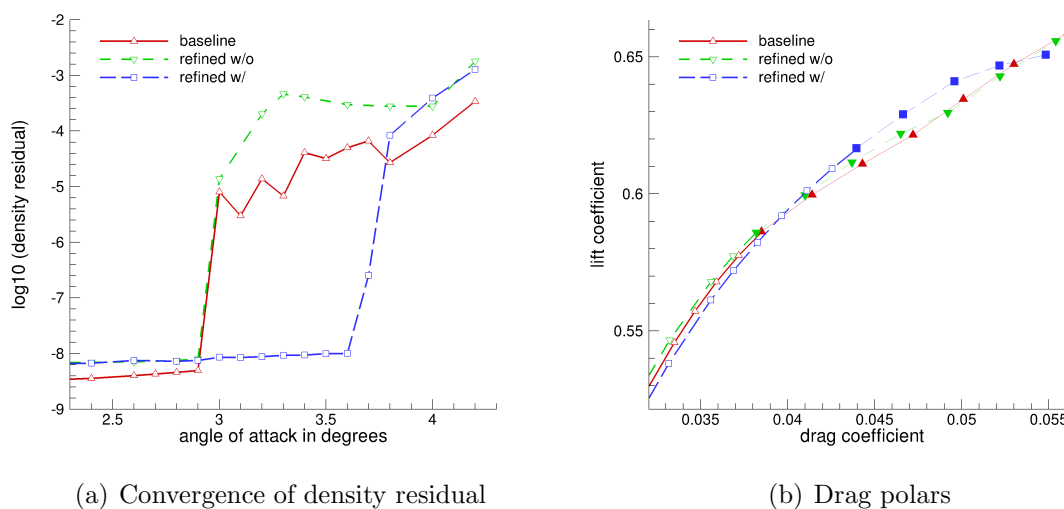 -2
-3
-4
-5
-6
-7
-8
-9
log10 (density residual)
baseline
refined w/o
refined w/
2.5 3 3.5 4
angle of attack in degrees
(a) Convergence of density residual
0.65
0.6
0.55
lift coefficient
baseline
refined w/o
refined w/
0.035 0.04 0.045 0.05 0.055
drag coefficient
(b) Drag polars